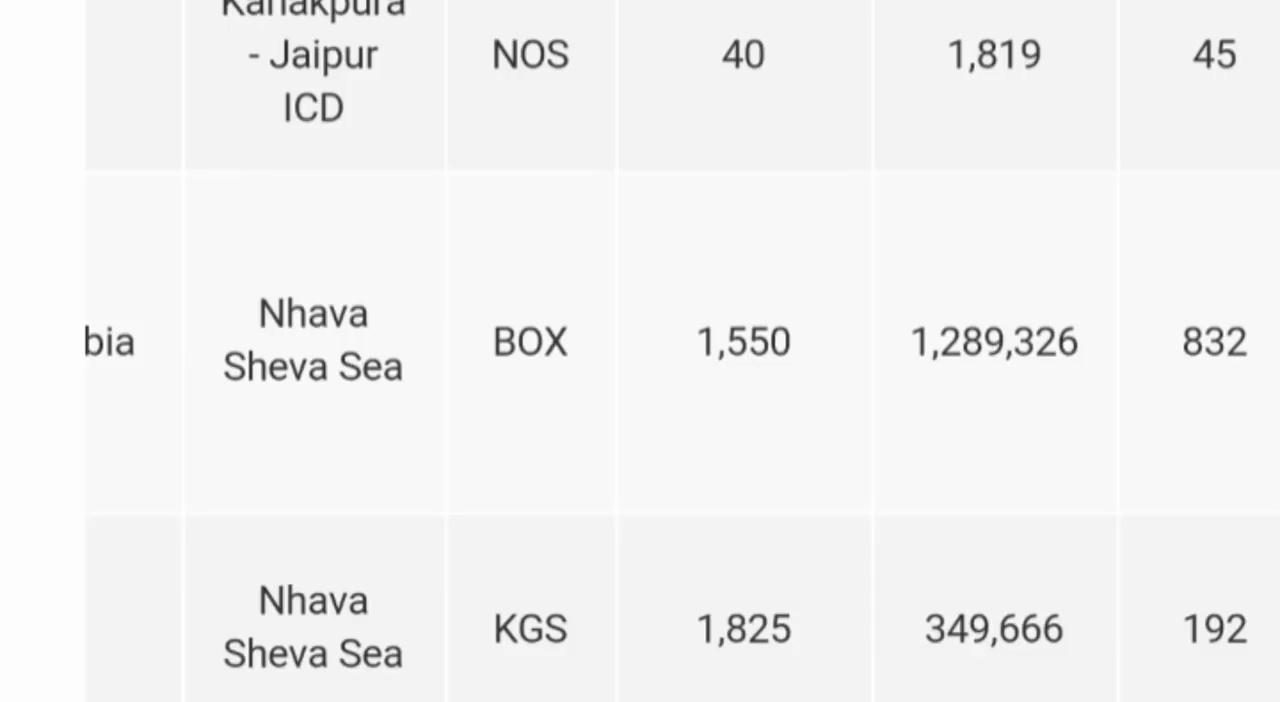 Kanakpura
- Jaipur
ICD
NOS
40
1,819
45
bia
Nhava
Sheva Sea
BOX
1,550
1,289,326
832
Nhava
Sheva Sea
KGS
1,825
349,666
192